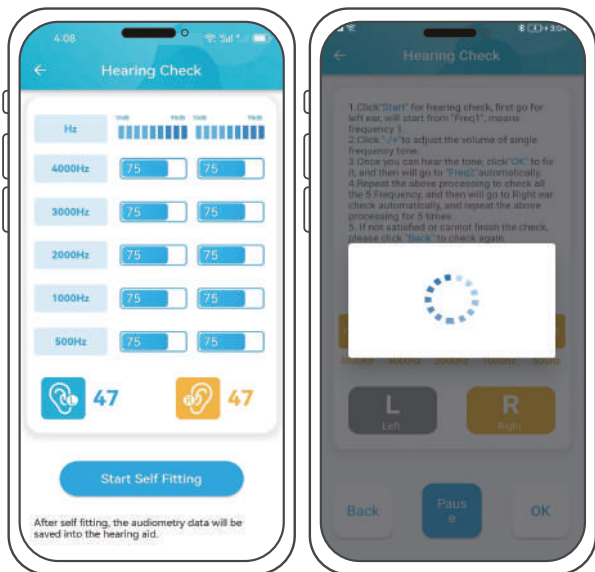 4:08
Hearing Check
Hz
4000Hz 75 75
3000Hz 75 75
2000Hz 75 75
1000Hz 75 75
500Hz 75 75
L 47 R 47
Start Self Fitting
After self fitting, the audiometry data will be
saved into the hearing aid.
3:04
Hearing Check
1.Click"Start" for hearing check, first go for
left ear, will start from "Freq1", means
frequency 1
2.Click "-/+"to adjust the volume of single
frequency tone.
3.Once you can hear the tone, click"OK" to fix
it, and then will go to "Freq2"automatically.
4.Repeat the above processing to check all
the 5 Frequency, and then will go to Right ear
check automatically, and repeat the above
processing for 5 times
5. If not satisfied or cannot finish the check,
please click "Back" to check again.
4000Hz 3000Hz 2000Hz 1000Hz 500Hz
L R
Left Right
Back Paus OK
e